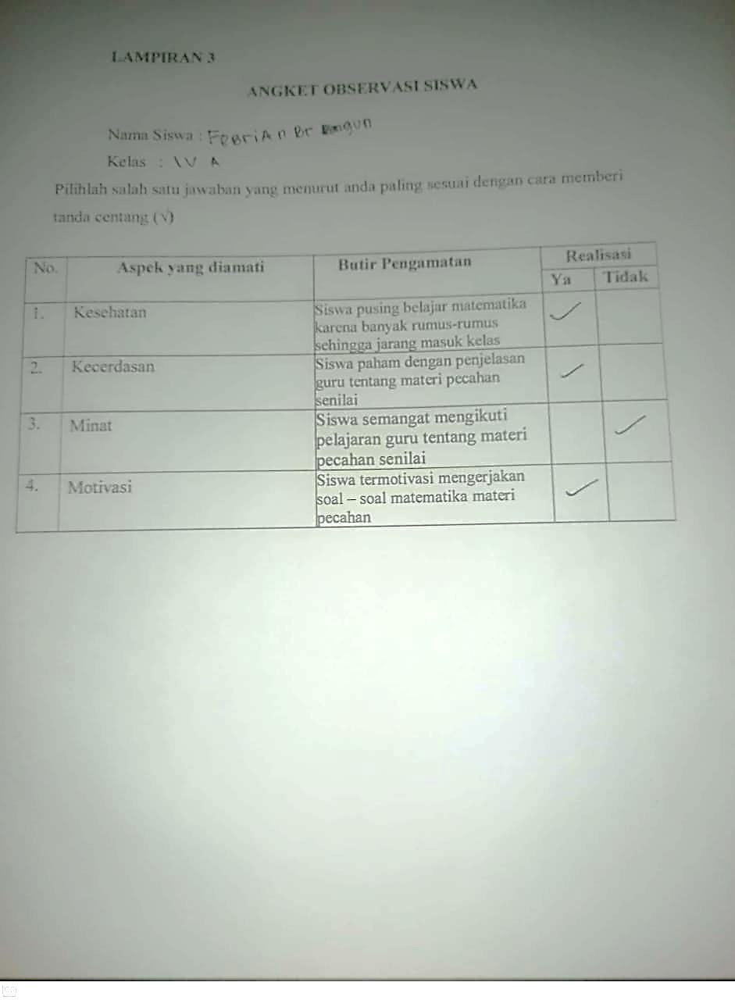 LAMPIRAN 3
ANGKET OBSERVASI SISWA
Nama Siswa : FEBRIAN Br
Kelas : IV A
Pilihlah salah satu jawaban yang menurut anda paling sesuai dengan cara memberi
tanda centang (√)
No. Aspek yang diamati Butir Pengamatan Realisasi
Ya Tidak
1. Kesehatan Siswa pusing belajar matematika
karena banyak rumus-rumus
sehingga jarang masuk kelas
✓
2. Kecerdasan Siswa paham dengan penjelasan
guru tentang materi pecahan
senilai
✓
3. Minat Siswa semangat mengikuti
pelajaran guru tentang materi
pecahan senilai
✓
4. Motivasi Siswa termotivasi mengerjakan
soal – soal matematika materi
pecahan
✓